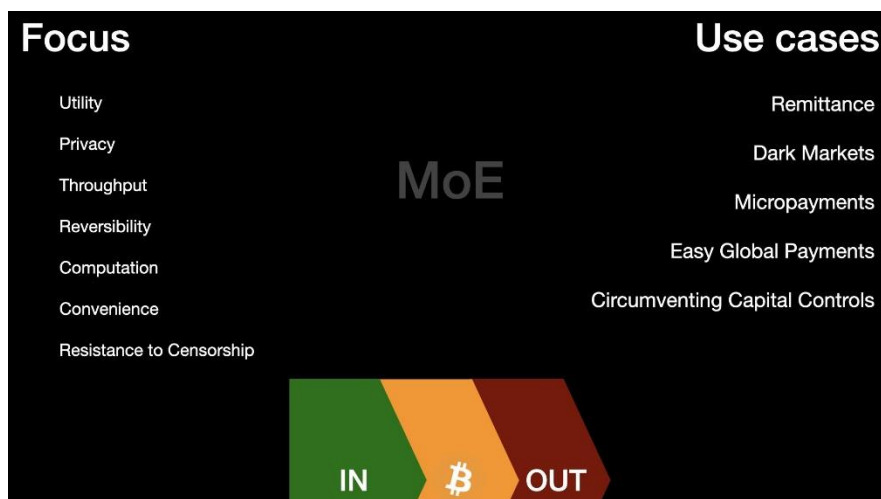 Focus
Utility
Privacy
Throughput
Reversibility
Computation
Convenience
Resistance to Censorship
MoE
Use cases
Remittance
Dark Markets
Micropayments
Easy Global Payments
Circumventing Capital Controls
IN ₿ OUT